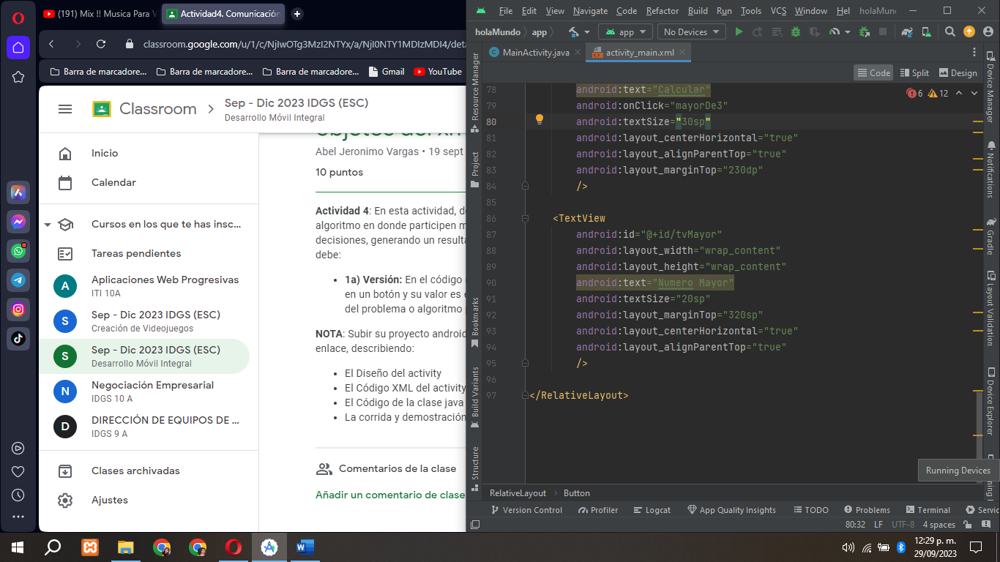 (191) Mix !! Musica Para V
Actividad4. Comunicación
classroom.google.com/u/1/c/NjIwOTg3MzI2NTYx/a/NjI0NTY1MDIzMDI4/deta
Barra de marcadore...
Barra de marcadore...
Barra de marcadore...
Gmail
YouTube
Classroom
Sep - Dic 2023 IDGS (ESC)
Desarrollo Móvil Integral
Inicio
Calendar
Cursos en los que te has insc...
Tareas pendientes
A
Aplicaciones Web Progresivas
ITI 10A
S
Sep - Dic 2023 IDGS (ESC)
Creación de Videojuegos
S
Sep - Dic 2023 IDGS (ESC)
Desarrollo Móvil Integral
N
Negociación Empresarial
IDGS 10 A
D
DIRECCIÓN DE EQUIPOS DE ...
IDGS 9 A
Clases archivadas
Ajustes
Abel Jeronimo Vargas • 19 sept
10 puntos
Actividad 4: En esta actividad, d
algoritmo en donde participen m
decisiones, generando un resulta
debe:
1a) Versión: En el código
en un botón y su valor es
del problema o algoritmo
NOTA: Subir su proyecto android
enlace, describiendo:
El Diseño del activity
El Código XML del activity
El Código de la clase java
La corrida y demostración
Comentarios de la clase
Añadir un comentario de clase
File Edit View Navigate Code Refactor Build Run Tools VCS Window Hel holaMun
holaMundo app
app
No Devices
MainActivity.java
activity_main.xml
Code
Split
Design
6 12
78 android:text="Calcular"
79 android:onClick="mayorDe3"
80 android:textSize="30sp"
81 android:layout_centerHorizontal="true"
82 android:layout_alignParentTop="true"
83 android:layout_marginTop="230dp"
84 />
85
86 <TextView
87 android:id="@+id/tvMayor"
88 android:layout_width="wrap_content"
89 android:layout_height="wrap_content"
90 android:text="Numero Mayor"
91 android:textSize="20sp"
92 android:layout_marginTop="320sp"
93 android:layout_centerHorizontal="true"
94 android:layout_alignParentTop="true"
95 />
96
97 </RelativeLayout>
Resource Manager
Project
Bookmarks
Build Variants
Structure
Device Manager
Notifications
Gradle
Layout Validation
Device Explorer
Running Devices
RelativeLayout
Button
Version Control
Profiler
Logcat
App Quality Insights
TODO
Problems
Terminal
Servic
80:32 LF UTF-8 4 spaces
12:29 p. m.
29/09/2023